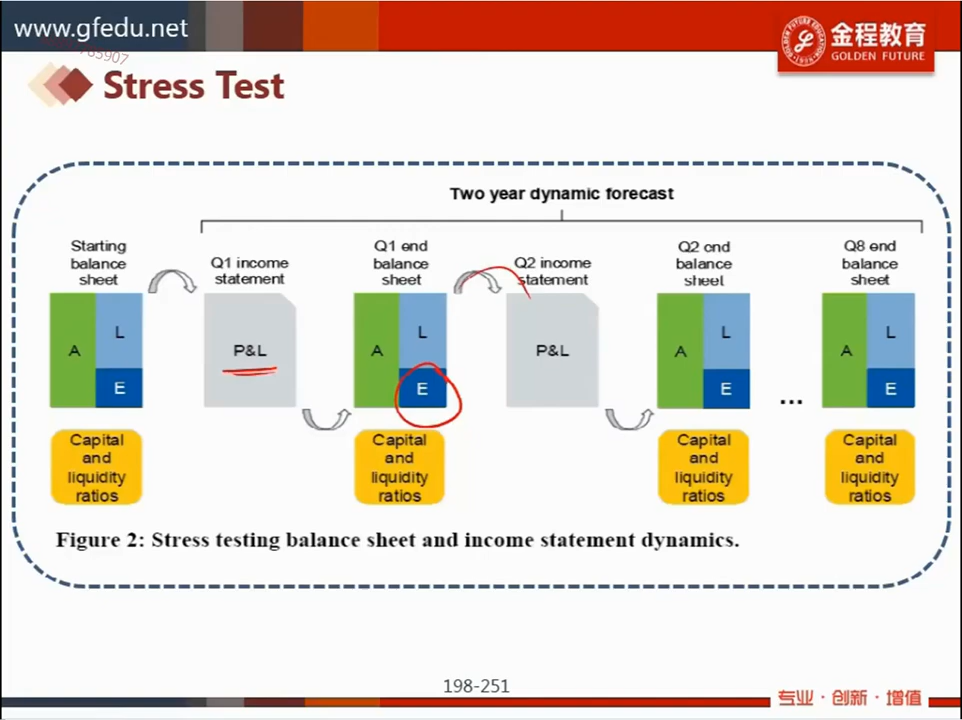 www.gfedu.net
金程教育
GOLDEN FUTURE
765907
Stress Test
Two year dynamic forecast
Starting
balance
sheet
Q1 income
statement
Q1 end
balance
sheet
Q2 income
statement
Q2 end
balance
sheet
Q8 end
balance
sheet
A
L
E
P&L
A
L
E
P&L
A
L
E
...
A
L
E
Capital
and
liquidity
ratios
Capital
and
liquidity
ratios
Capital
and
liquidity
ratios
Capital
and
liquidity
ratios
Figure 2: Stress testing balance sheet and income statement dynamics.
198-251
专业·创新·增值